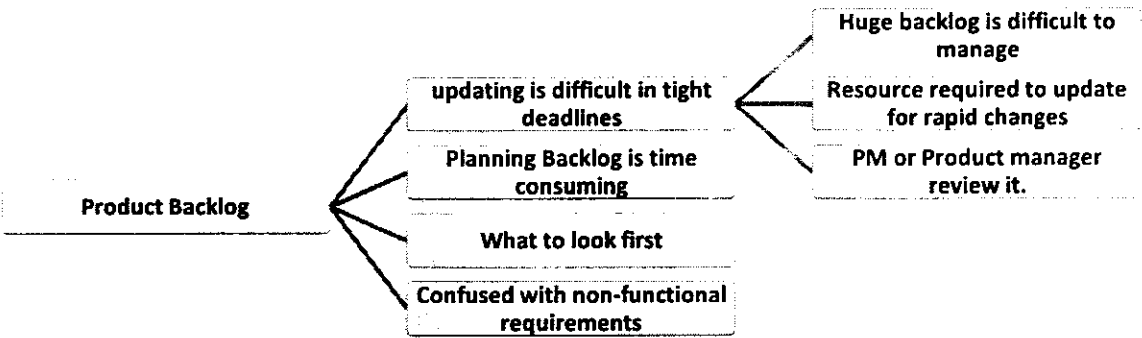 Product Backlog
updating is difficult in tight
deadlines
Planning Backlog is time
consuming
What to look first
Confused with non-functional
requirements
Huge backlog is difficult to
manage
Resource required to update
for rapid changes
PM or Product manager
review it.